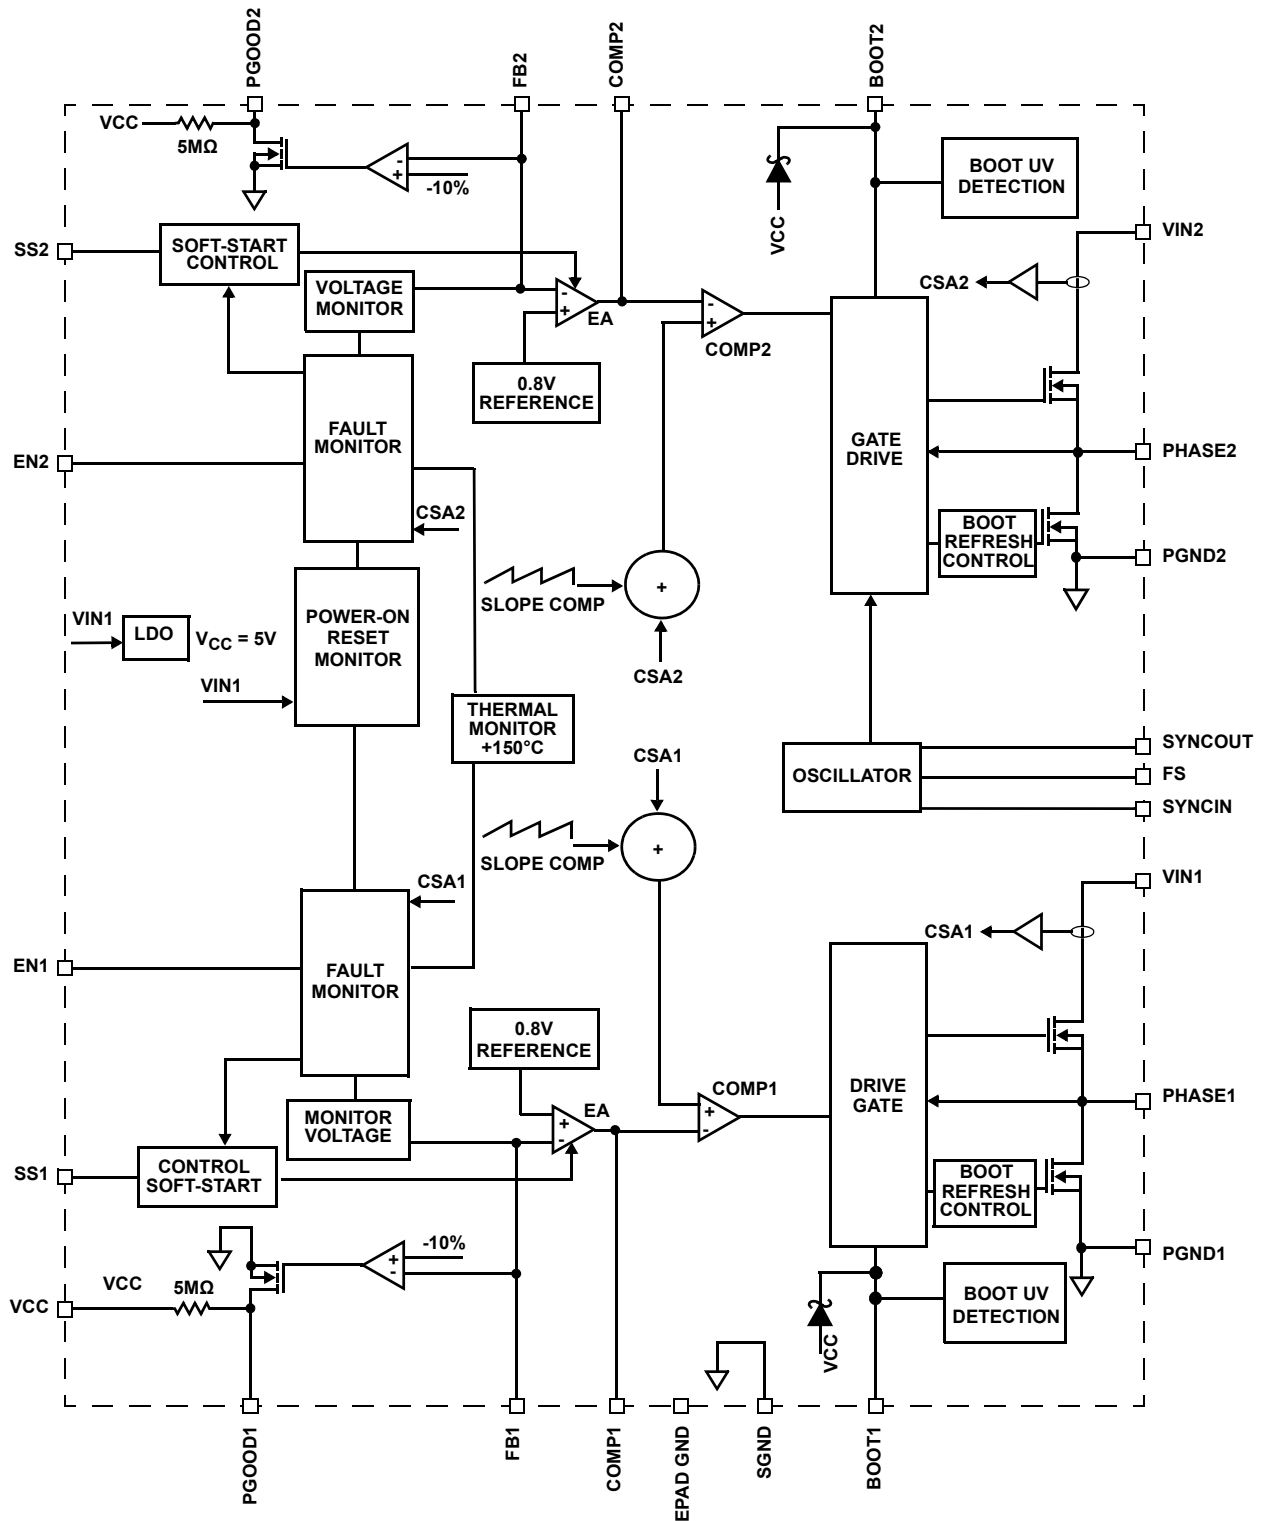 PGOOD2
FB2
COMP2
BOOT2
VCC
5MΩ
-
+
-10%
VCC
BOOT UV
DETECTION
VIN2
SS2
SOFT-START
CONTROL
VOLTAGE
MONITOR
-
+
EA
-
+
COMP2
CSA2
0.8V
REFERENCE
FAULT
MONITOR
GATE
DRIVE
EN2
PHASE2
CSA2
BOOT
REFRESH
CONTROL
PGND2
SLOPE COMP
+
CSA2
VIN1
LDO
VCC = 5V
POWER-ON
RESET
MONITOR
VIN1
THERMAL
MONITOR
+150°C
CSA1
SYNCOUT
OSCILLATOR
FS
SYNCIN
SLOPE COMP
+
VIN1
CSA1
CSA1
EN1
FAULT
MONITOR
0.8V
REFERENCE
COMP1
DRIVE
GATE
PHASE1
EA
+
-
+
-
MONITOR
VOLTAGE
SS1
CONTROL
SOFT-START
BOOT
REFRESH
CONTROL
PGND1
-10%
+
-
VCC
VCC
5MΩ
BOOT UV
DETECTION
VCC
PGOOD1
FB1
COMP1
EPAD GND
SGND
BOOT1